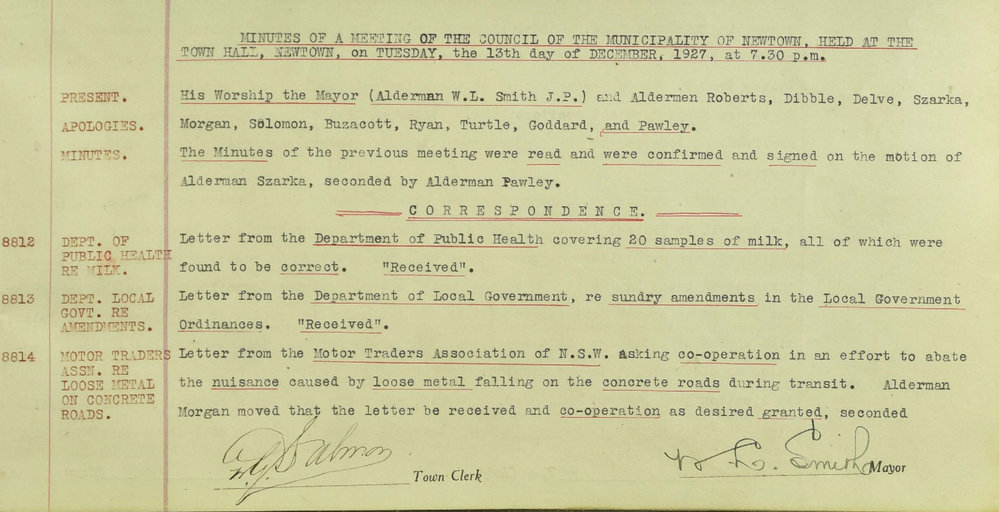 MINUTES OF A MEETING OF THE COUNCIL OF THE MUNICIPALITY OF NEWTOWN, HELD AT THE
TOWN HALL, NEWTOWN, on TUESDAY, the 13th day of DECEMBER, 1927, at 7.30 p.m.
PRESENT. His Worship the Mayor (Alderman W.L. Smith J.P.) and Aldermen Roberts, Dibble, Delve, Szarka,
APOLOGIES. Morgan, Solomon, Buzacott, Ryan, Turtle, Goddard, and Pawley.
MINUTES. The Minutes of the previous meeting were read and were confirmed and signed on the motion of
Alderman Szarka, seconded by Alderman Pawley.
CORRESPONDENCE.
8812 DEPT. OF
PUBLIC HEALTH
RE MILK.
Letter from the Department of Public Health covering 20 samples of milk, all of which were
found to be correct. "Received".
8813 DEPT. LOCAL
GOVT. RE
AMENDMENTS.
Letter from the Department of Local Government, re sundry amendments in the Local Government
Ordinances. "Received".
8814 MOTOR TRADERS
ASSN. RE
LOOSE METAL
ON CONCRETE
ROADS.
Letter from the Motor Traders Association of N.S.W. asking co-operation in an effort to abate
the nuisance caused by loose metal falling on the concrete roads during transit. Alderman
Morgan moved that the letter be received and co-operation as desired granted, seconded
Salmon Town Clerk
W. L. Smith Mayor